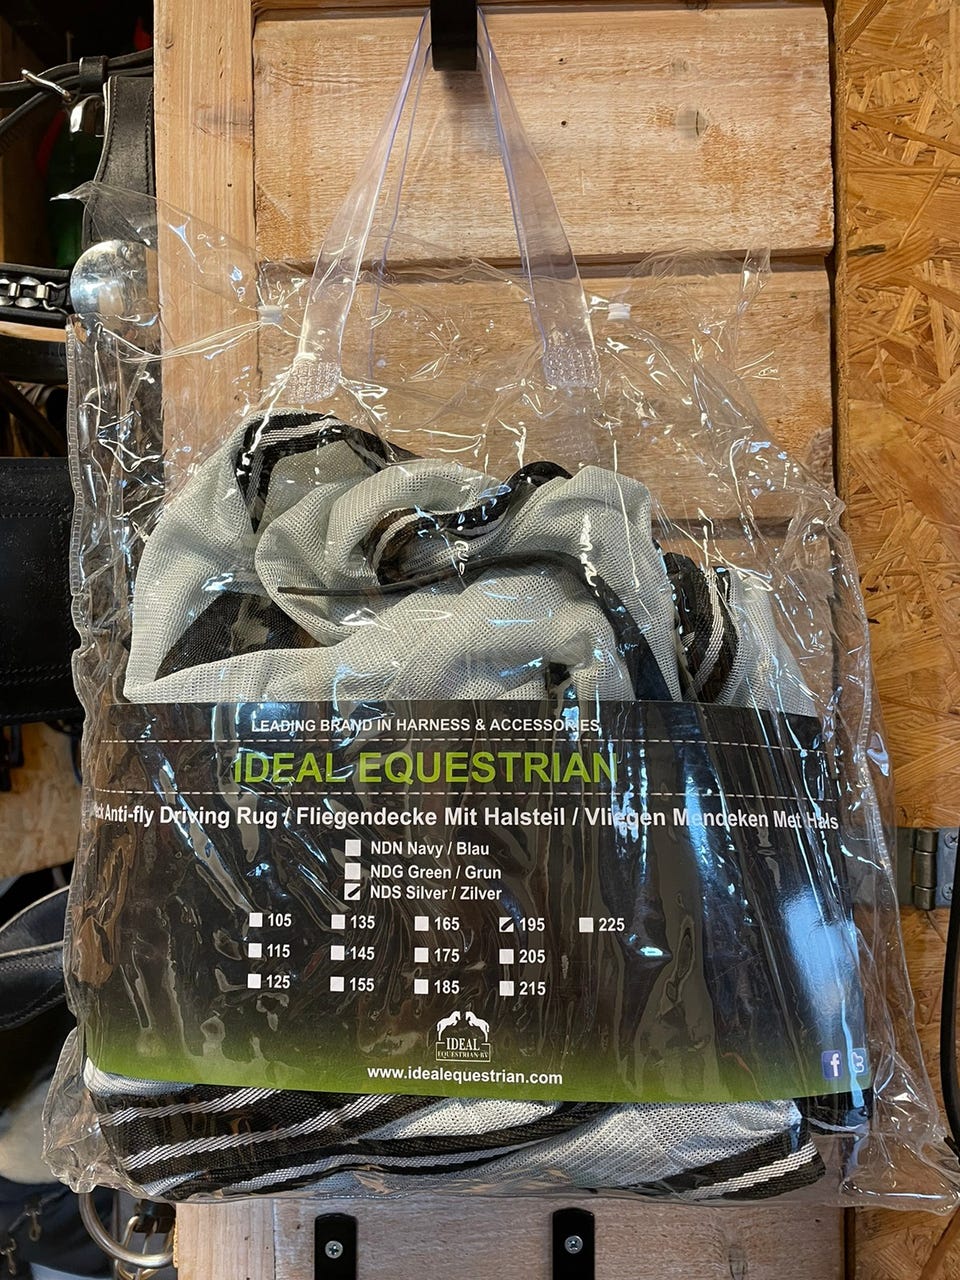 LEADING BRAND IN HARNESS & ACCESSORIES
IDEAL EQUESTRIAN
Anti-fly Driving Rug / Fliegendecke Mit Halsteil / Vliegen Mendeken Met Hals
NDN Navy / Blau
NDG Green / Grun
NDS Silver / Zilver
105 135 165 195 225
115 145 175 205
125 155 185 215
IDEAL
EQUESTRIAN BV
www.idealequestrian.com